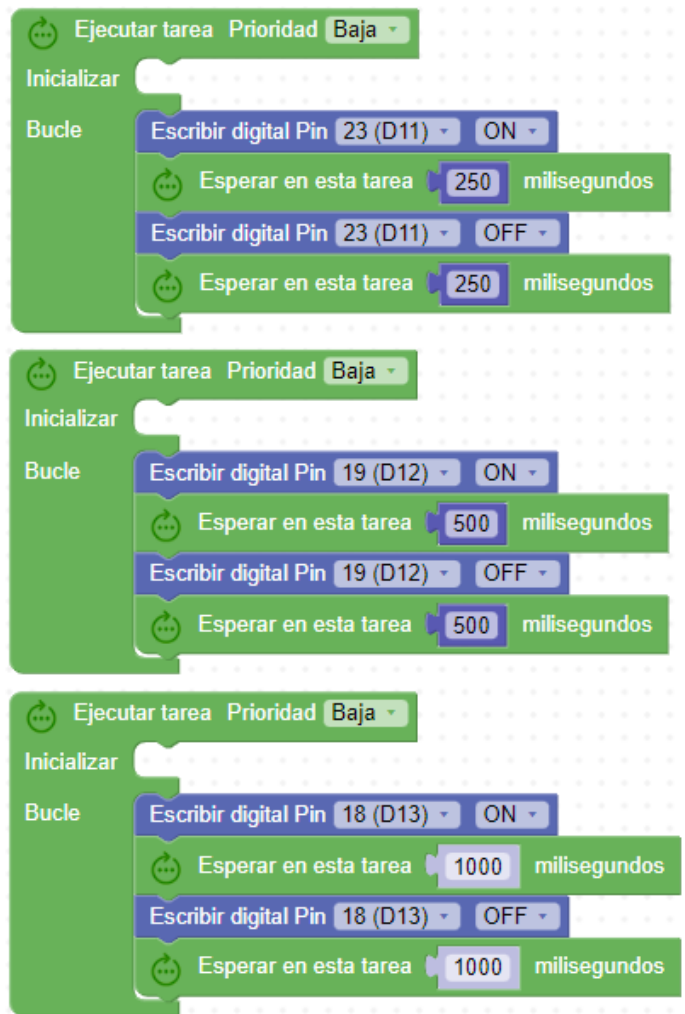 Ejecutar tarea Prioridad Baja
Inicializar
Bucle
Escribir digital Pin 23 (D11) ON
Esperar en esta tarea 250 milisegundos
Escribir digital Pin 23 (D11) OFF
Esperar en esta tarea 250 milisegundos
Ejecutar tarea Prioridad Baja
Inicializar
Bucle
Escribir digital Pin 19 (D12) ON
Esperar en esta tarea 500 milisegundos
Escribir digital Pin 19 (D12) OFF
Esperar en esta tarea 500 milisegundos
Ejecutar tarea Prioridad Baja
Inicializar
Bucle
Escribir digital Pin 18 (D13) ON
Esperar en esta tarea 1000 milisegundos
Escribir digital Pin 18 (D13) OFF
Esperar en esta tarea 1000 milisegundos